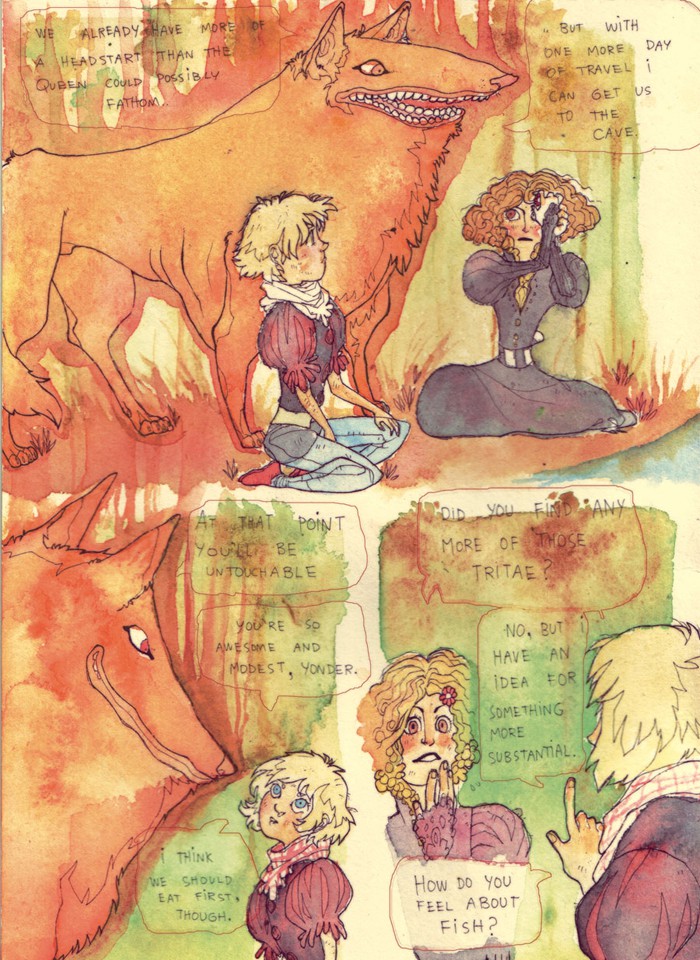 WE ALREADY HAVE MORE OF
A HEADSTART THAN THE
QUEEN COULD POSSIBLY
FATHOM..
.. BUT WITH
ONE MORE DAY
OF TRAVEL I
CAN GET US
TO THE
CAVE.
AT THAT POINT
YOU'LL BE
UNTOUCHABLE
YOU'RE SO
AWESOME AND
MODEST, YONDER.
I THINK
WE SHOULD
EAT FIRST,
THOUGH.
DID YOU FIND ANY
MORE OF THOSE
TRITAE?
NO, BUT I
HAVE AN
IDEA FOR
SOMETHING
MORE
SUBSTANTIAL.
HOW DO YOU
FEEL ABOUT
FISH?